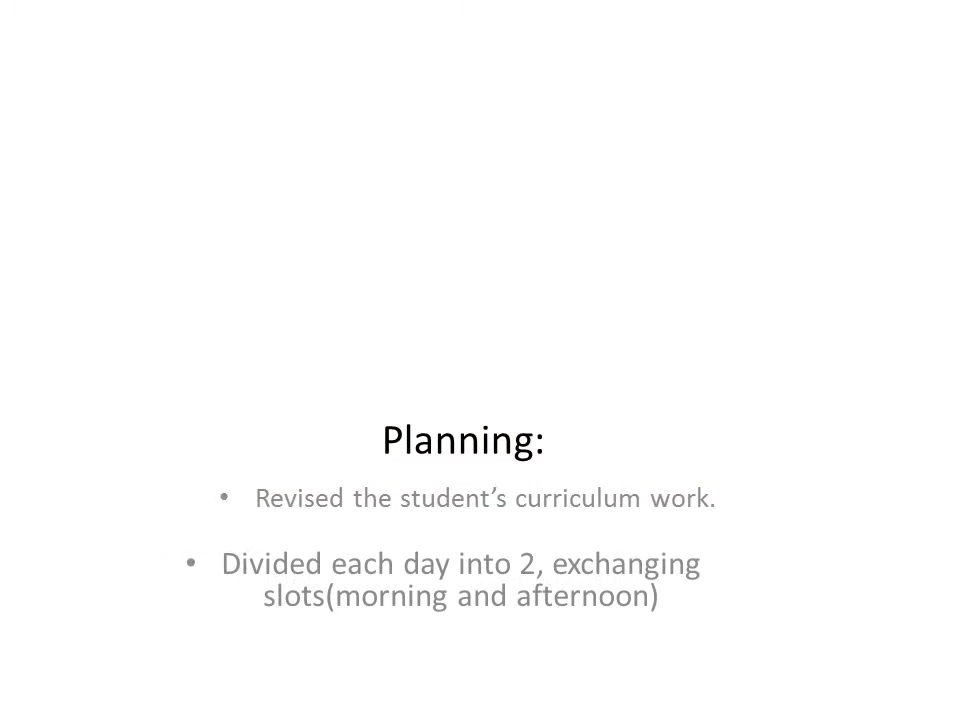 Planning:
• Revised the student’s curriculum work.
• Divided each day into 2, exchanging
slots(morning and afternoon)